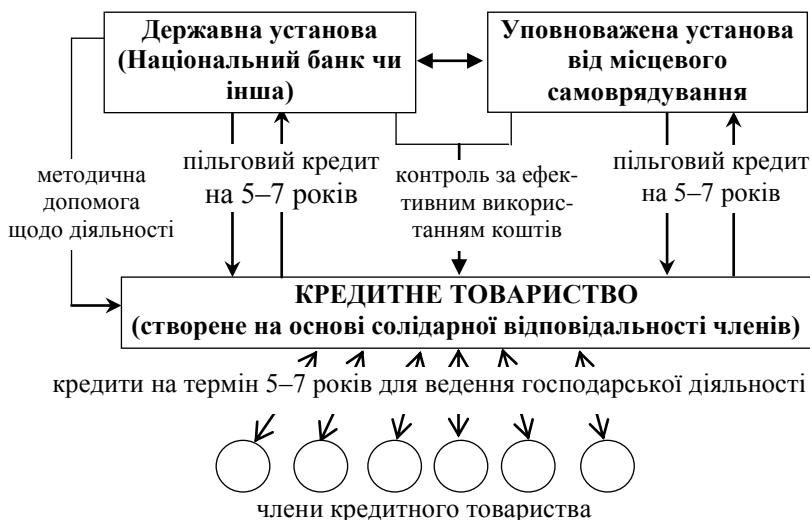 Державна установа
(Національний банк чи
інша)
Уповноважена установа
від місцевого
самоврядування
методична
допомога
щодо діяльності
пільговий кредит
на 5–7 років
контроль за ефек-
тивним викорис-
танням коштів
пільговий кредит
на 5–7 років
КРЕДИТНЕ ТОВАРИСТВО
(створене на основі солідарної відповідальності членів)
кредити на термін 5–7 років для ведення господарської діяльності
члени кредитного товариства